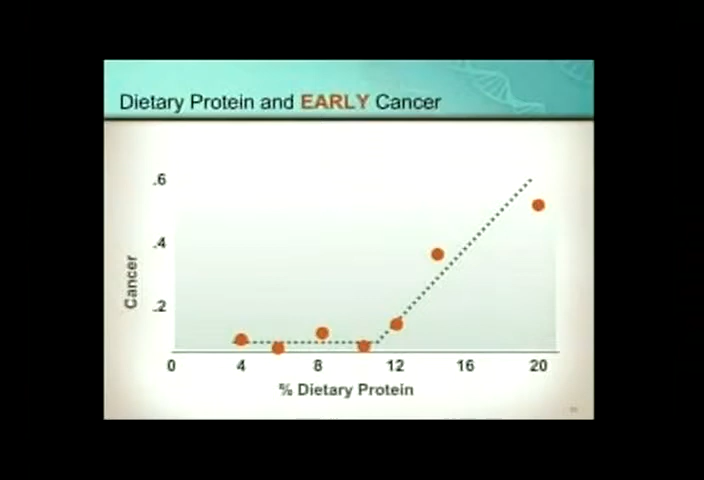 Dietary Protein and EARLY Cancer
.6
.4
.2
Cancer
0 4 8 12 16 20
% Dietary Protein